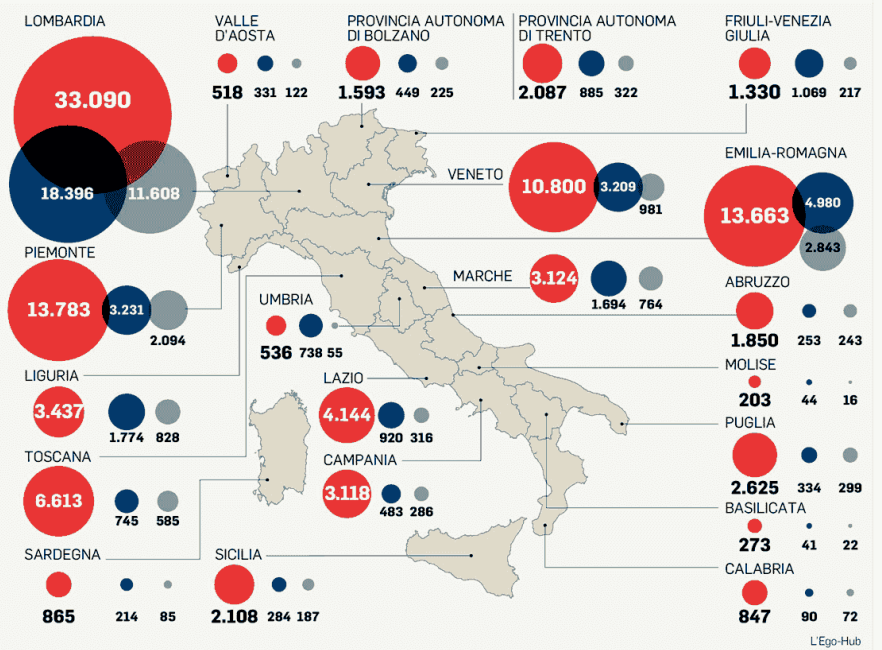 LOMBARDIA
33.090
18.396
11.608
VALLE
D'AOSTA
518 331 122
PROVINCIA AUTONOMA
DI BOLZANO
1.593 449 225
PROVINCIA AUTONOMA
DI TRENTO
2.087 885 322
FRIULI-VENEZIA
GIULIA
1.330 1.069 217
VENETO
10.800
3.209
981
EMILIA-ROMAGNA
13.663
4.980
2.843
PIEMONTE
13.783
3.231
2.094
MARCHE
3.124
1.694 764
UMBRIA
536 738 55
ABRUZZO
1.850 253 243
LIGURIA
3.437
1.774 828
LAZIO
4.144
920 316
MOLISE
203 44 16
TOSCANA
6.613
745 585
CAMPANIA
3.118
483 286
PUGLIA
2.625 334 299
BASILICATA
273 41 22
SARDEGNA
865 214 85
SICILIA
2.108 284 187
CALABRIA
847 90 72
L'Ego-Hub